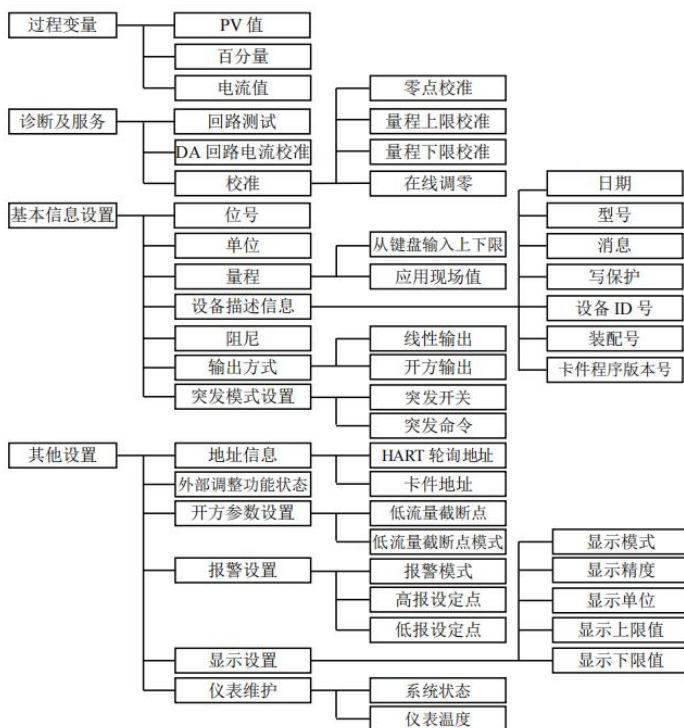 过程变量
PV 值
百分量
电流值
诊断及服务
回路测试
DA 回路电流校准
校准
零点校准
量程上限校准
量程下限校准
在线调零
基本信息设置
位号
单位
量程
从键盘输入上下限
应用现场值
设备描述信息
日期
型号
消息
写保护
设备 ID 号
装配号
卡件程序版本号
阻尼
输出方式
线性输出
开方输出
突发模式设置
突发开关
突发命令
其他设置
地址信息
HART 轮询地址
卡件地址
外部调整功能状态
开方参数设置
低流量截断点
低流量截断点模式
报警设置
报警模式
高报设定点
低报设定点
显示设置
显示模式
显示精度
显示单位
显示上限值
显示下限值
仪表维护
系统状态
仪表温度